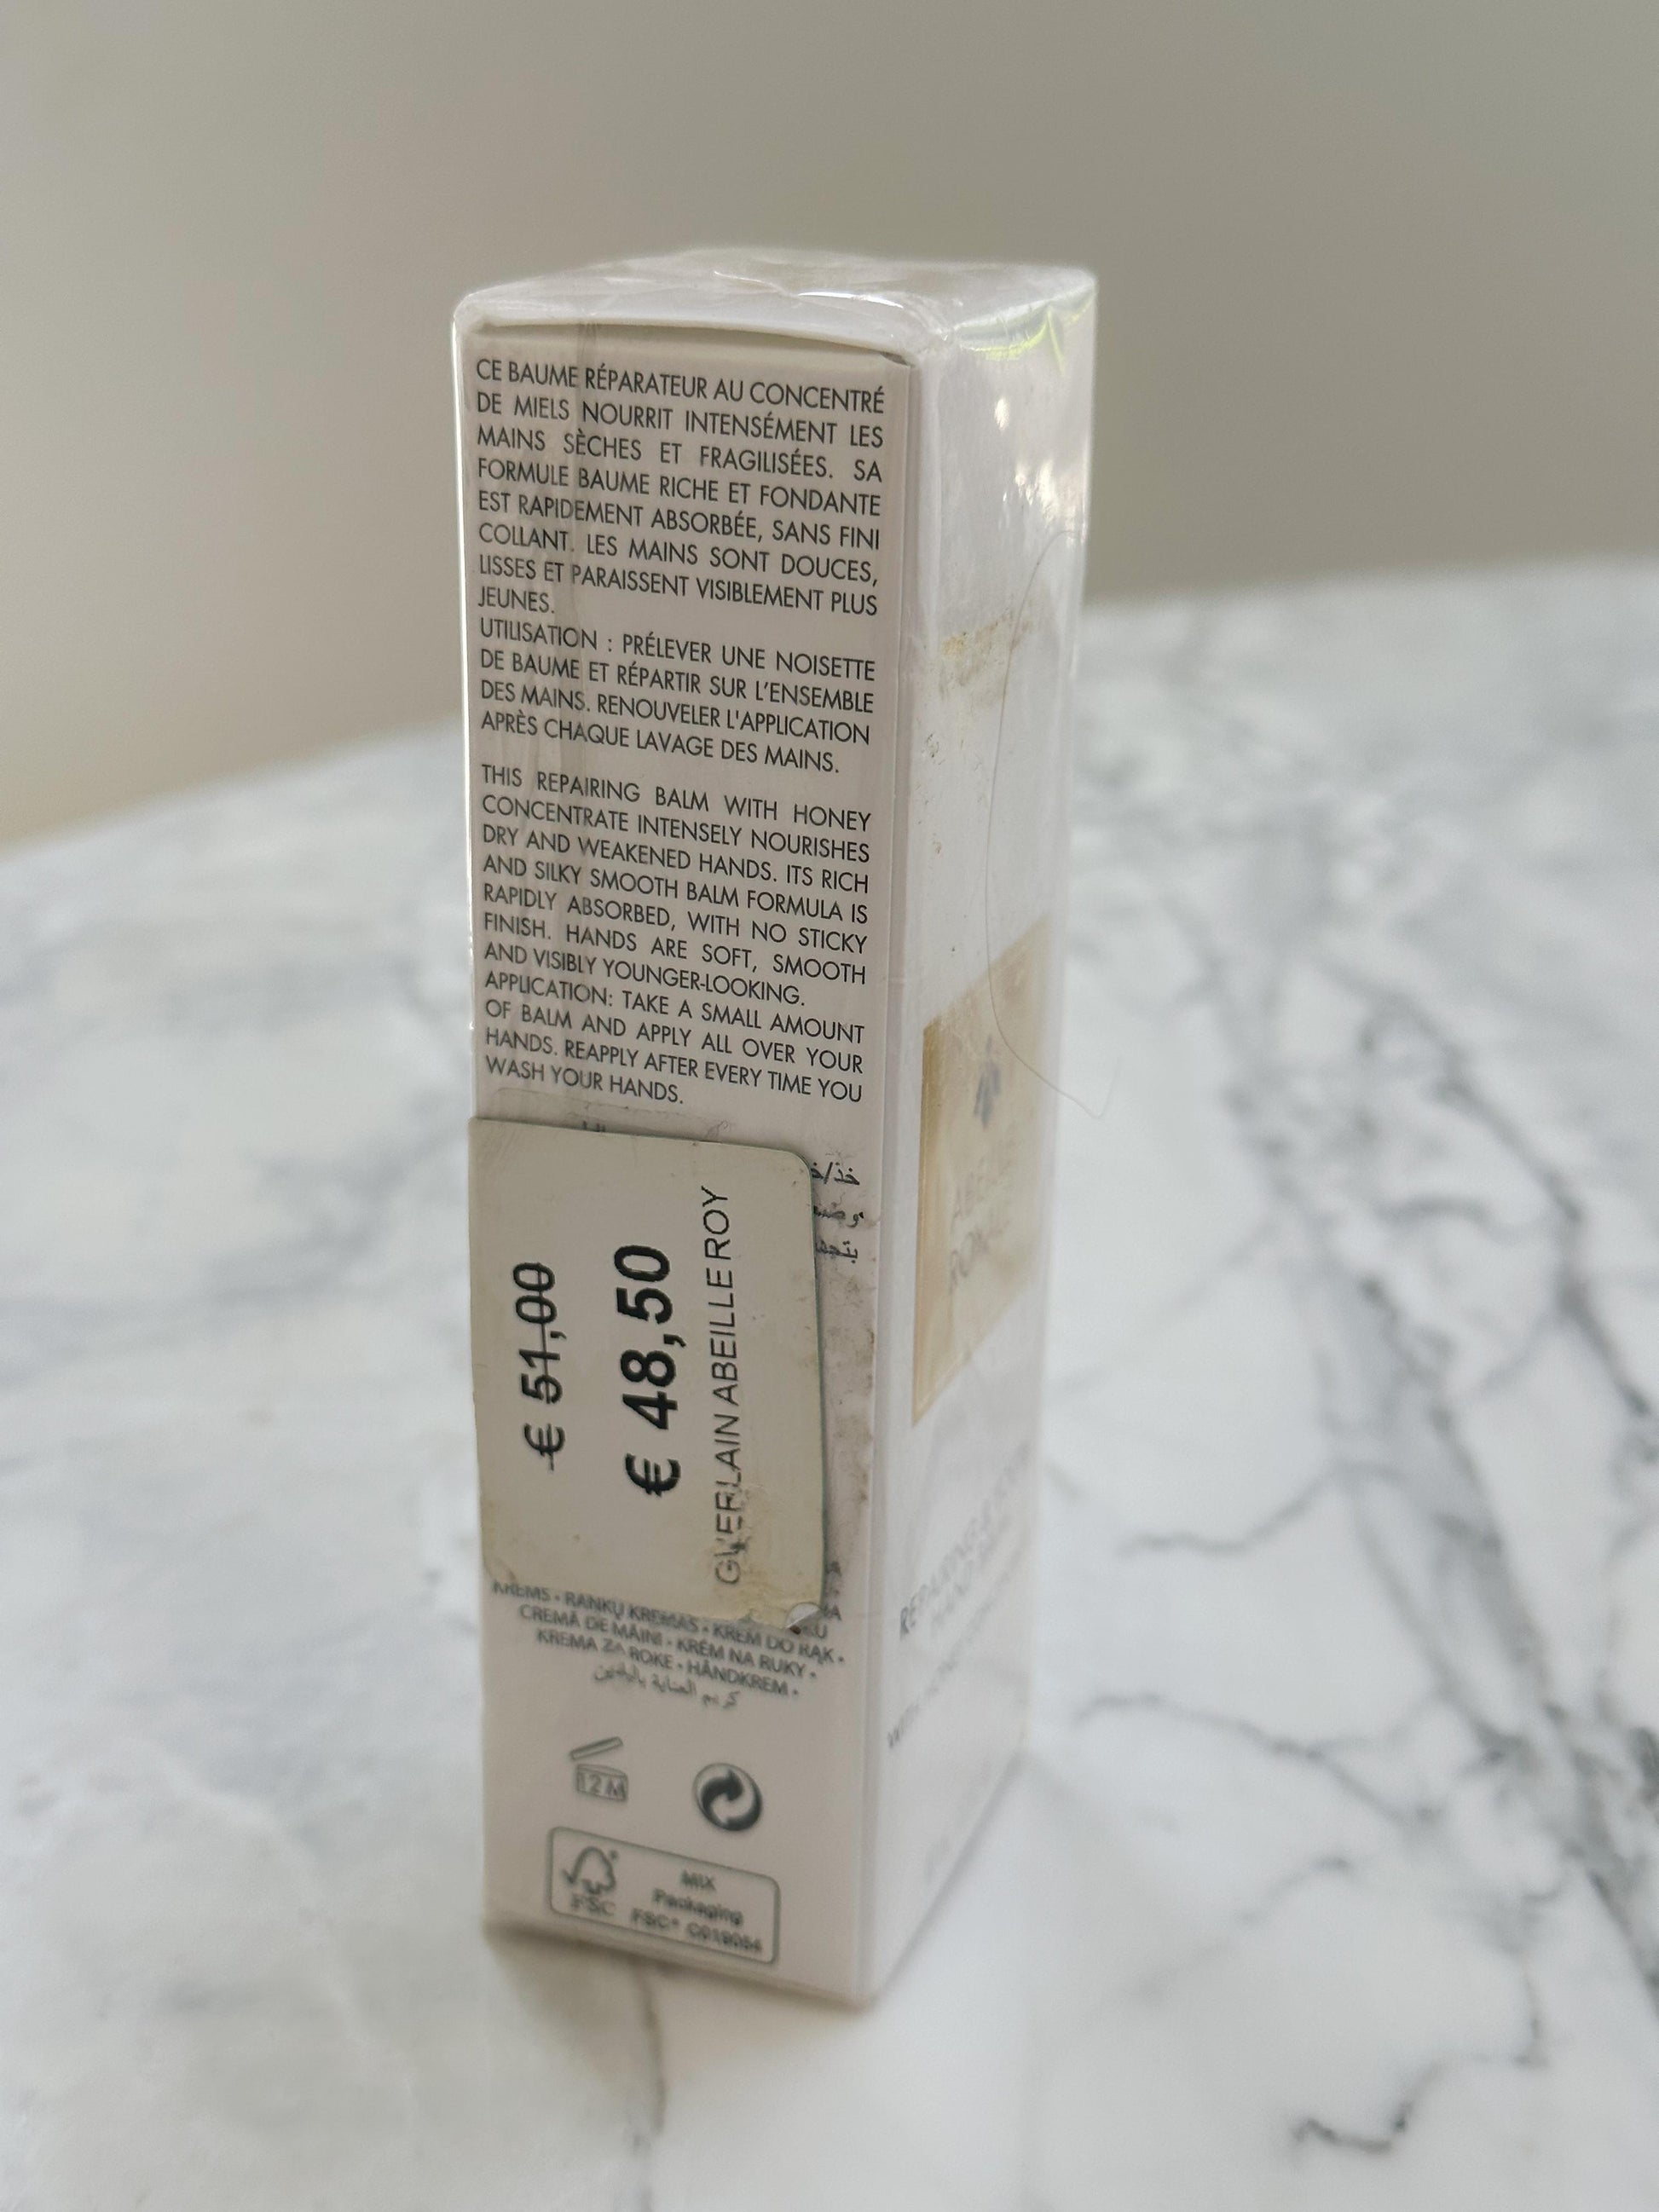 CE BAUME RÉPARATEUR AU CONCENTRÉ
DE MIELS NOURRIT INTENSÉMENT LES
MAINS SÈCHES ET FRAGILISÉES. SA
FORMULE BAUME RICHE ET FONDANTE
EST RAPIDEMENT ABSORBÉE, SANS FINI
COLLANT. LES MAINS SONT DOUCES,
LISSES ET PARAISSENT VISIBLEMENT PLUS
JEUNES.
UTILISATION : PRÉLEVER UNE NOISETTE
DE BAUME ET RÉPARTIR SUR L'ENSEMBLE
DES MAINS. RENOUVELER L'APPLICATION
APRÈS CHAQUE LAVAGE DES MAINS.
THIS REPAIRING BALM WITH HONEY
CONCENTRATE INTENSELY NOURISHES
DRY AND WEAKENED HANDS. ITS RICH
AND SILKY SMOOTH BALM FORMULA IS
RAPIDLY ABSORBED, WITH NO STICKY
FINISH. HANDS ARE SOFT, SMOOTH
AND VISIBLY YOUNGER-LOOKING.
APPLICATION: TAKE A SMALL AMOUNT
OF BALM AND APPLY ALL OVER YOUR
HANDS. REAPPLY AFTER EVERY TIME YOU
WASH YOUR HANDS.
€ 51,00
€ 48,50
GUERLAIN ABEILLE ROY
KREMS • RANKŲ KREMAS • KREM DO RĄK •
CREMĂ DE MÂINI • KRÉM NA RUKY •
KREMA ZA ROKE • HÅNDKREM •
كريم العناية باليدين
12 M
FSC
MIX
Packaging
FSC® C019054